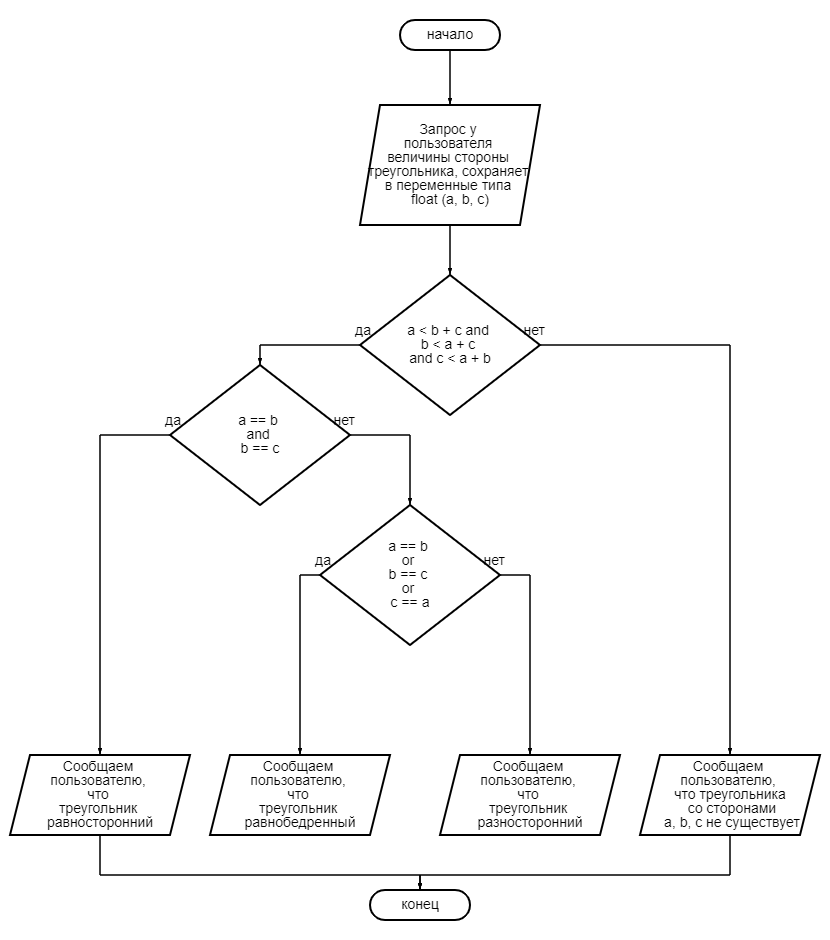 начало
Запрос у
пользователя
величины стороны
треугольника, сохраняет
в переменные типа
float (a, b, c)
да
a < b + c and
b < a + c
and c < a + b
нет
да
a == b
and
b == c
нет
да
a == b
or
b == c
or
c == a
нет
Сообщаем
пользователю,
что
треугольник
равносторонний
Сообщаем
пользователю,
что
треугольник
равнобедренный
Сообщаем
пользователю,
что
треугольник
разносторонний
Сообщаем
пользователю,
что треугольника
со сторонами
a, b, c не существует
конец